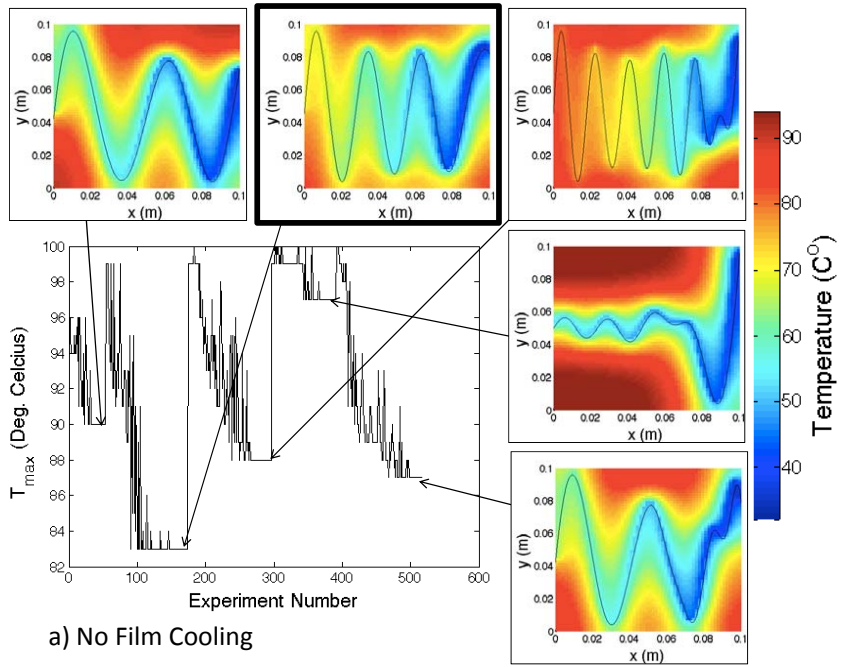 0.1
0.08
0.06
0.04
0.02
0
y (m)
0 0.02 0.04 0.06 0.08 0.1
x (m)
0.1
0.08
0.06
0.04
0.02
0
y (m)
0 0.02 0.04 0.06 0.08 0.1
x (m)
0.1
0.08
0.06
0.04
0.02
0
y (m)
0 0.02 0.04 0.06 0.08 0.1
x (m)
100
98
96
94
92
90
88
86
84
82
Tmax (Deg. Celcius)
0 100 200 300 400 500 600
Experiment Number
0.1
0.08
0.06
0.04
0.02
0
y (m)
0 0.02 0.04 0.06 0.08 0.1
x (m)
0.1
0.08
0.06
0.04
0.02
0
y (m)
0 0.02 0.04 0.06 0.08 0.1
x (m)
90
80
70
60
50
40
Temperature (CO)
a) No Film Cooling